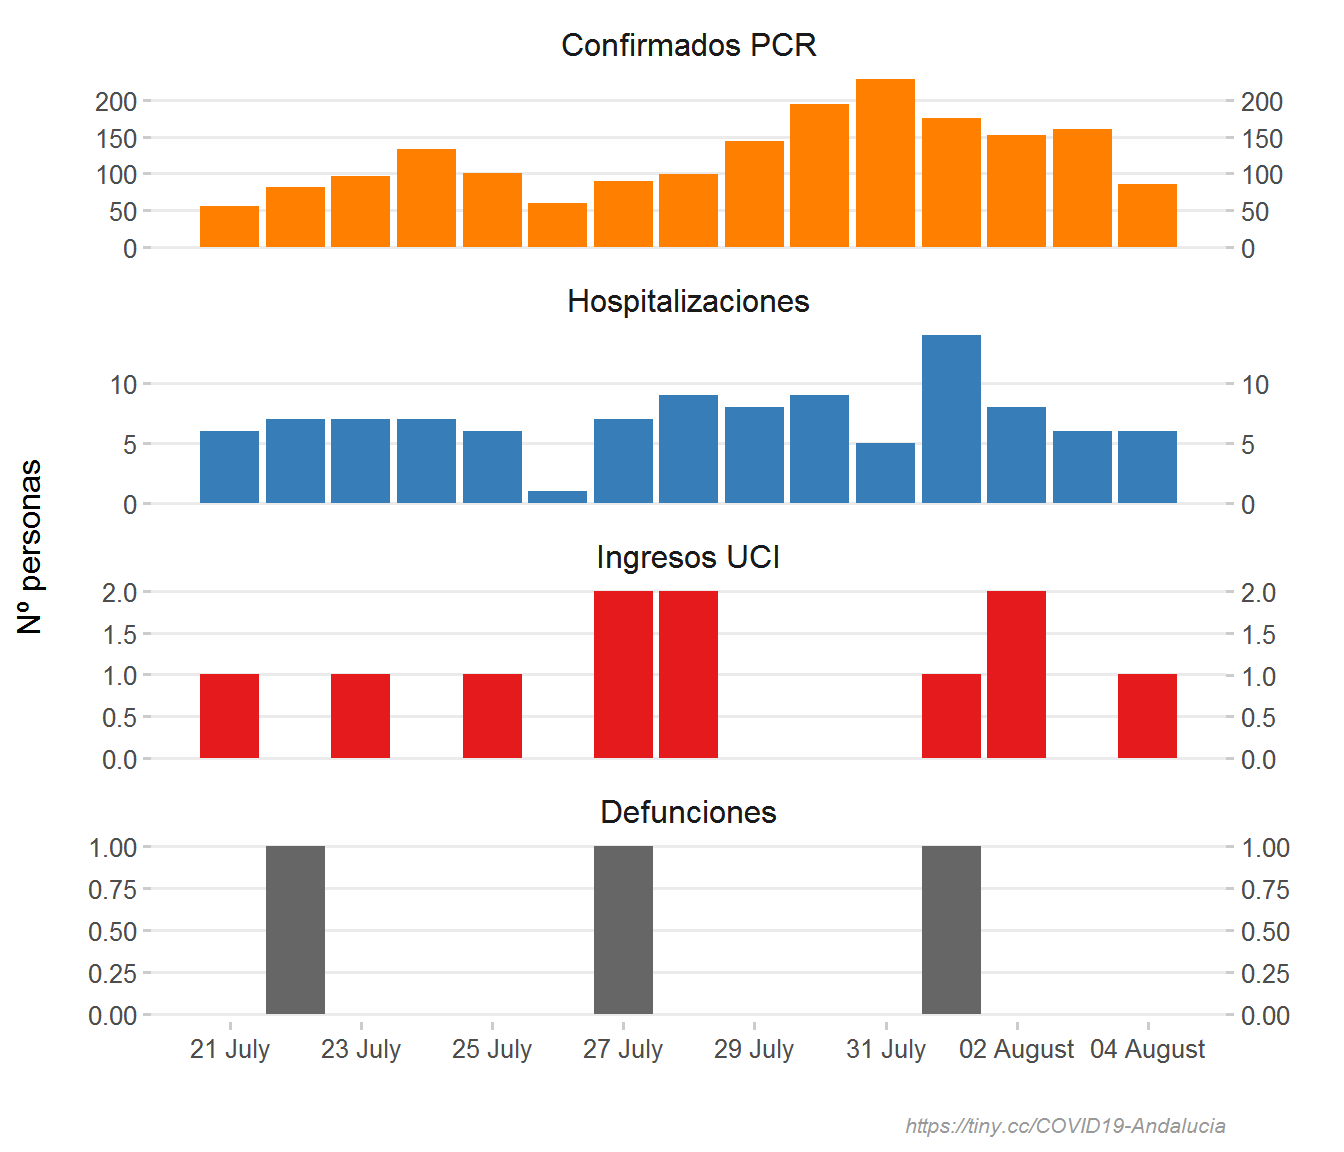 Confirmados PCR
200 200
150 150
100 100
50 50
0 0
Hospitalizaciones
10 10
5 5
0 0
Nº personas
Ingresos UCI
2.0 2.0
1.5 1.5
1.0 1.0
0.5 0.5
0.0 0.0
Defunciones
1.00 1.00
0.75 0.75
0.50 0.50
0.25 0.25
0.00 0.00
21 July 23 July 25 July 27 July 29 July 31 July 02 August 04 August
https://tiny.cc/COVID19-Andalucia